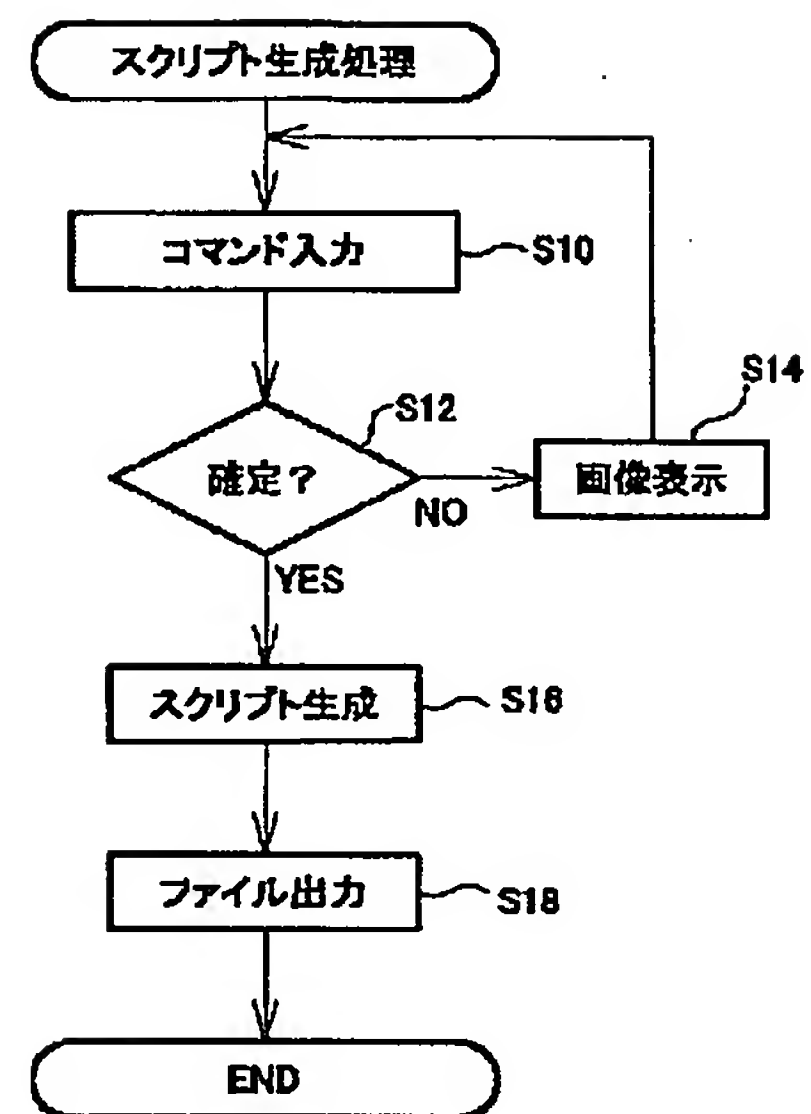 スクリプト生成処理
コマンド入力
S10
S12
確定？
NO
S14
画像表示
YES
スクリプト生成
S16
ファイル出力
S18
END